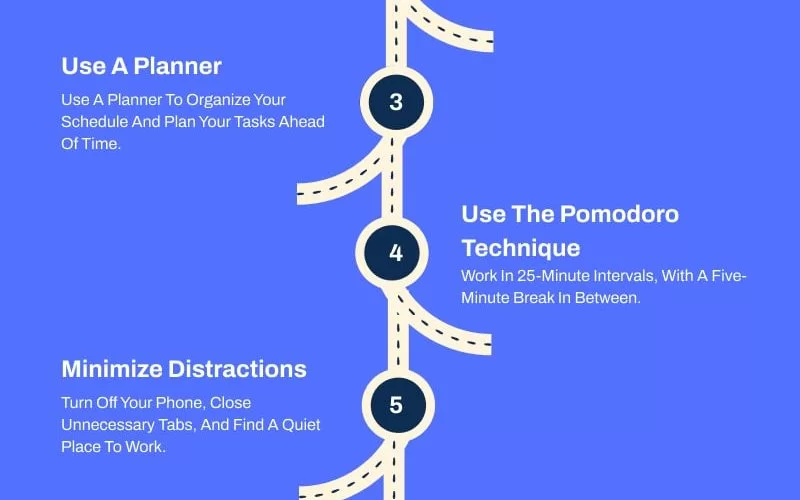 Use A Planner
Use A Planner To Organize Your
Schedule And Plan Your Tasks Ahead
Of Time.
3
4
Use The Pomodoro
Technique
Work In 25-Minute Intervals, With A Five-
Minute Break In Between.
Minimize Distractions
Turn Off Your Phone, Close
Unnecessary Tabs, And Find A Quiet
Place To Work.
5